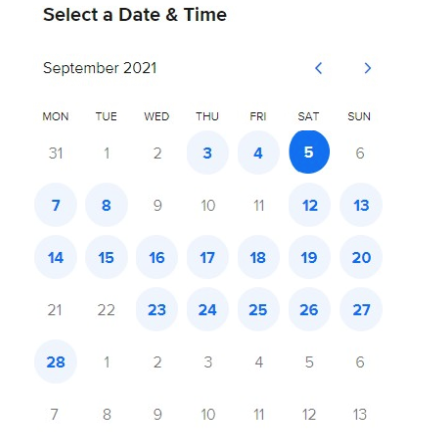 Select a Date & Time
September 2021
MON TUE WED THU FRI SAT SUN
31 1 2 3 4 5 6
7 8 9 10 11 12 13
14 15 16 17 18 19 20
21 22 23 24 25 26 27
28 1 2 3 4 5 6
7 8 9 10 11 12 13